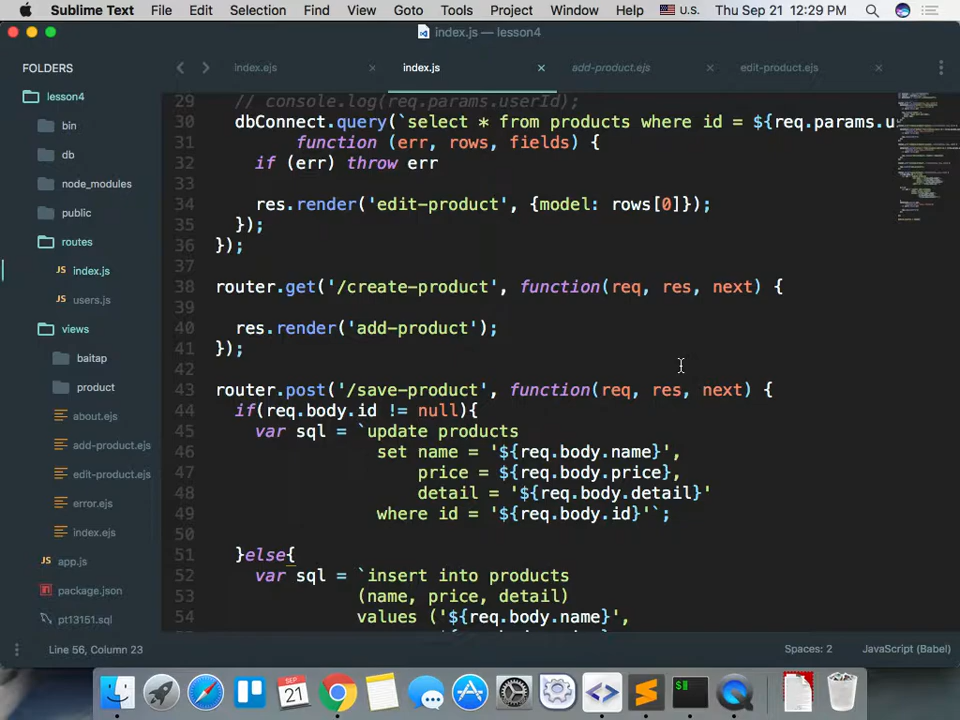 Sublime Text File Edit Selection Find View Goto Tools Project Window Help U.S. Thu Sep 21 12:29 PM
index.js — lesson4
FOLDERS
lesson4
bin
db
node_modules
public
routes
JS index.js
JS users.js
views
baitap
product
about.ejs
add-product.ejs
edit-product.ejs
error.ejs
index.ejs
JS app.js
package.json
pt13151.sql
index.ejs × index.js × add-product.ejs × edit-product.ejs ×
29 // console.log(req.params.userId);
30 dbConnect.query(`select * from products where id = ${req.params.u
31 function (err, rows, fields) {
32 if (err) throw err
33
34 res.render('edit-product', {model: rows[0]});
35 });
36 });
37
38 router.get('/create-product', function(req, res, next) {
39
40 res.render('add-product');
41 });
42
43 router.post('/save-product', function(req, res, next) {
44 if(req.body.id != null){
45 var sql = `update products
46 set name = '${req.body.name}',
47 price = ${req.body.price},
48 detail = '${req.body.detail}'
49 where id = '${req.body.id}'`;
50
51 }else{
52 var sql = `insert into products
53 (name, price, detail)
54 values ('${req.body.name}',
Line 56, Column 23 Spaces: 2 JavaScript (Babel)
SEP
21